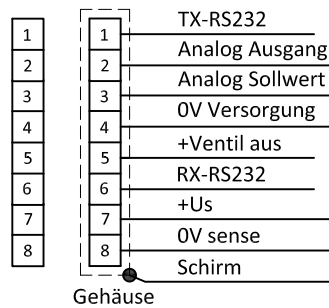 1 1 TX-RS232
2 2 Analog Ausgang
3 3 Analog Sollwert
4 4 0V Versorgung
5 5 +Ventil aus
6 6 RX-RS232
7 7 +Us
8 8 0V sense
Schirm
Gehäuse